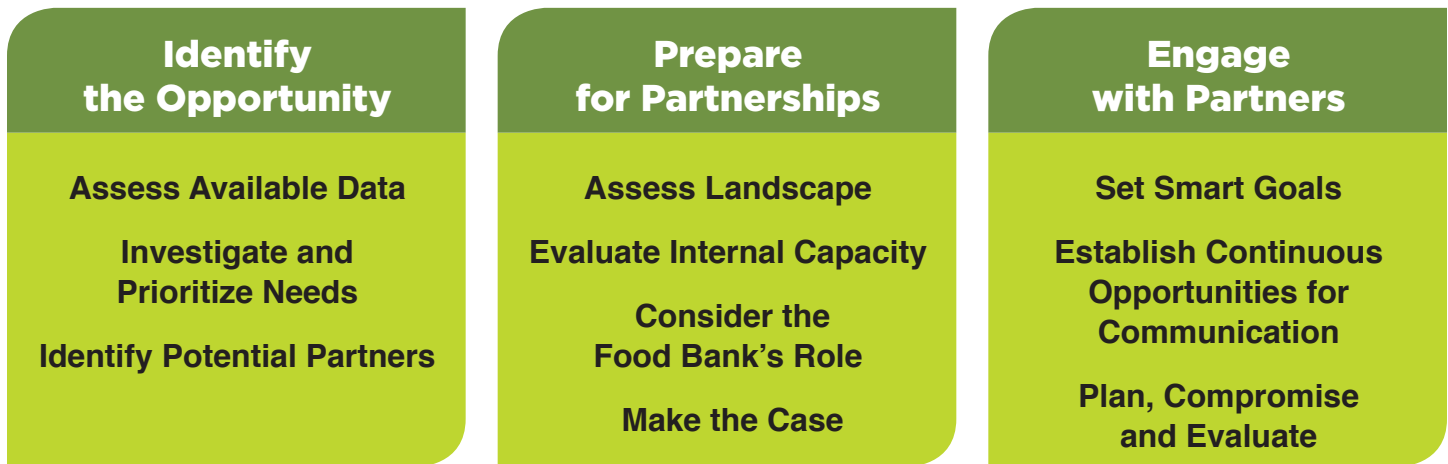 Identify
the Opportunity
Assess Available Data
Investigate and
Prioritize Needs
Identify Potential Partners
Prepare
for Partnerships
Assess Landscape
Evaluate Internal Capacity
Consider the
Food Bank’s Role
Make the Case
Engage
with Partners
Set Smart Goals
Establish Continuous
Opportunities for
Communication
Plan, Compromise
and Evaluate